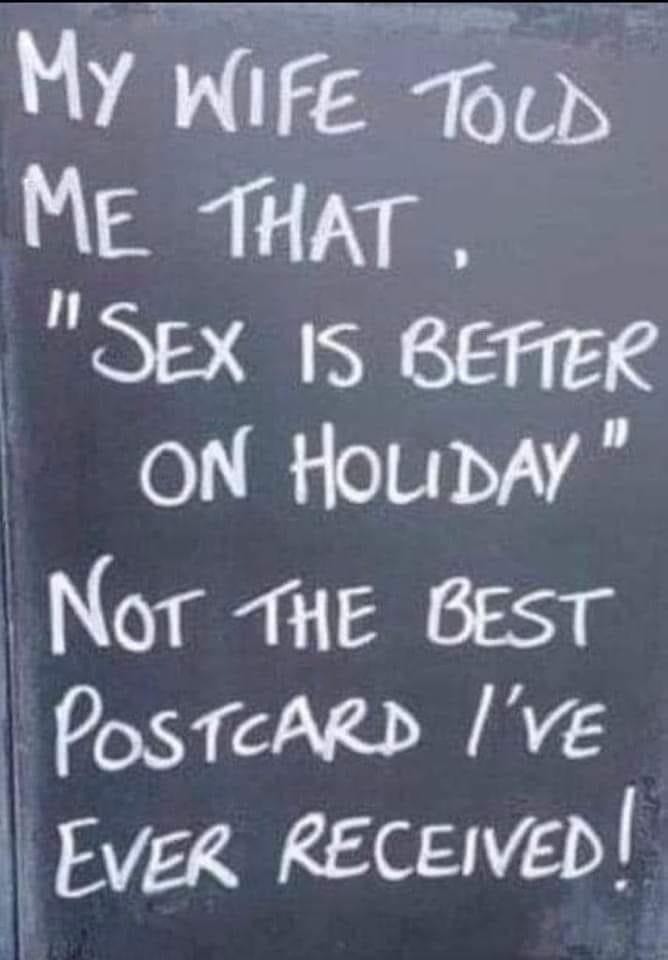 MY WIFE TOLD
ME THAT,
"SEX IS BETTER
ON HOLIDAY"
NOT THE BEST
POSTCARD I'VE
EVER RECEIVED!